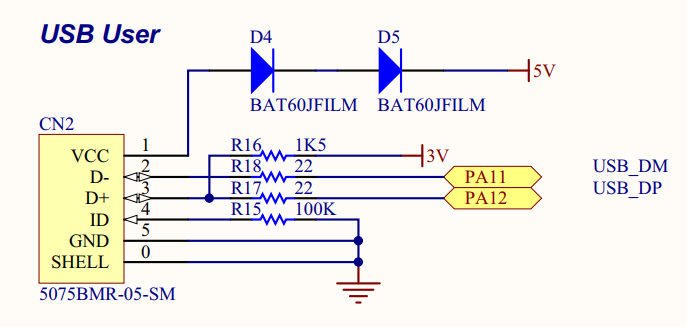 USB User
D4 D5
5V
BAT60JFILM BAT60JFILM
CN2
VCC 1
R16 1K5 3V
D- 2 R18 22 PA11 USB_DM
D+ 3 R17 22 PA12 USB_DP
ID 4 R15 100K
GND 5
SHELL 0
5075BMR-05-SM